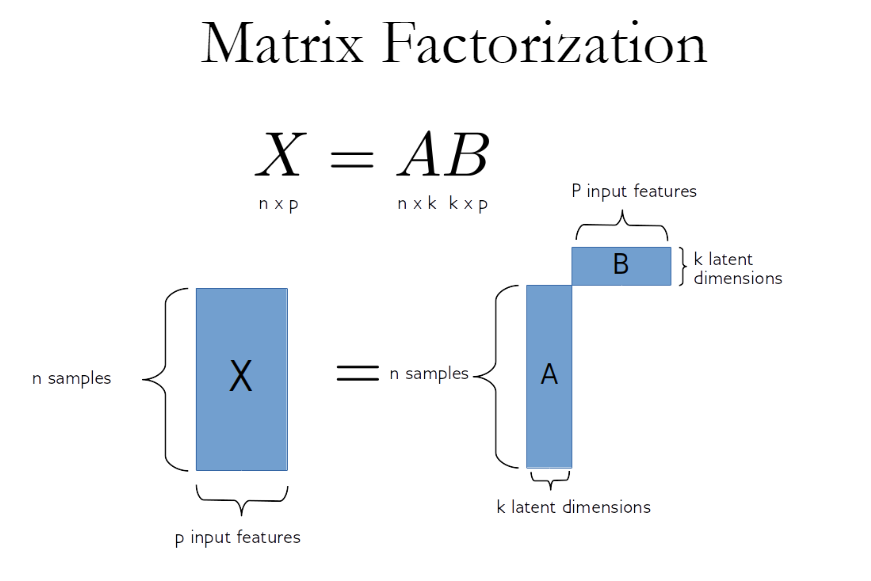 Matrix Factorization
X = AB
n x p n x k k x p
P input features
B
k latent
dimensions
X
A
n samples
=
n samples
k latent dimensions
p input features